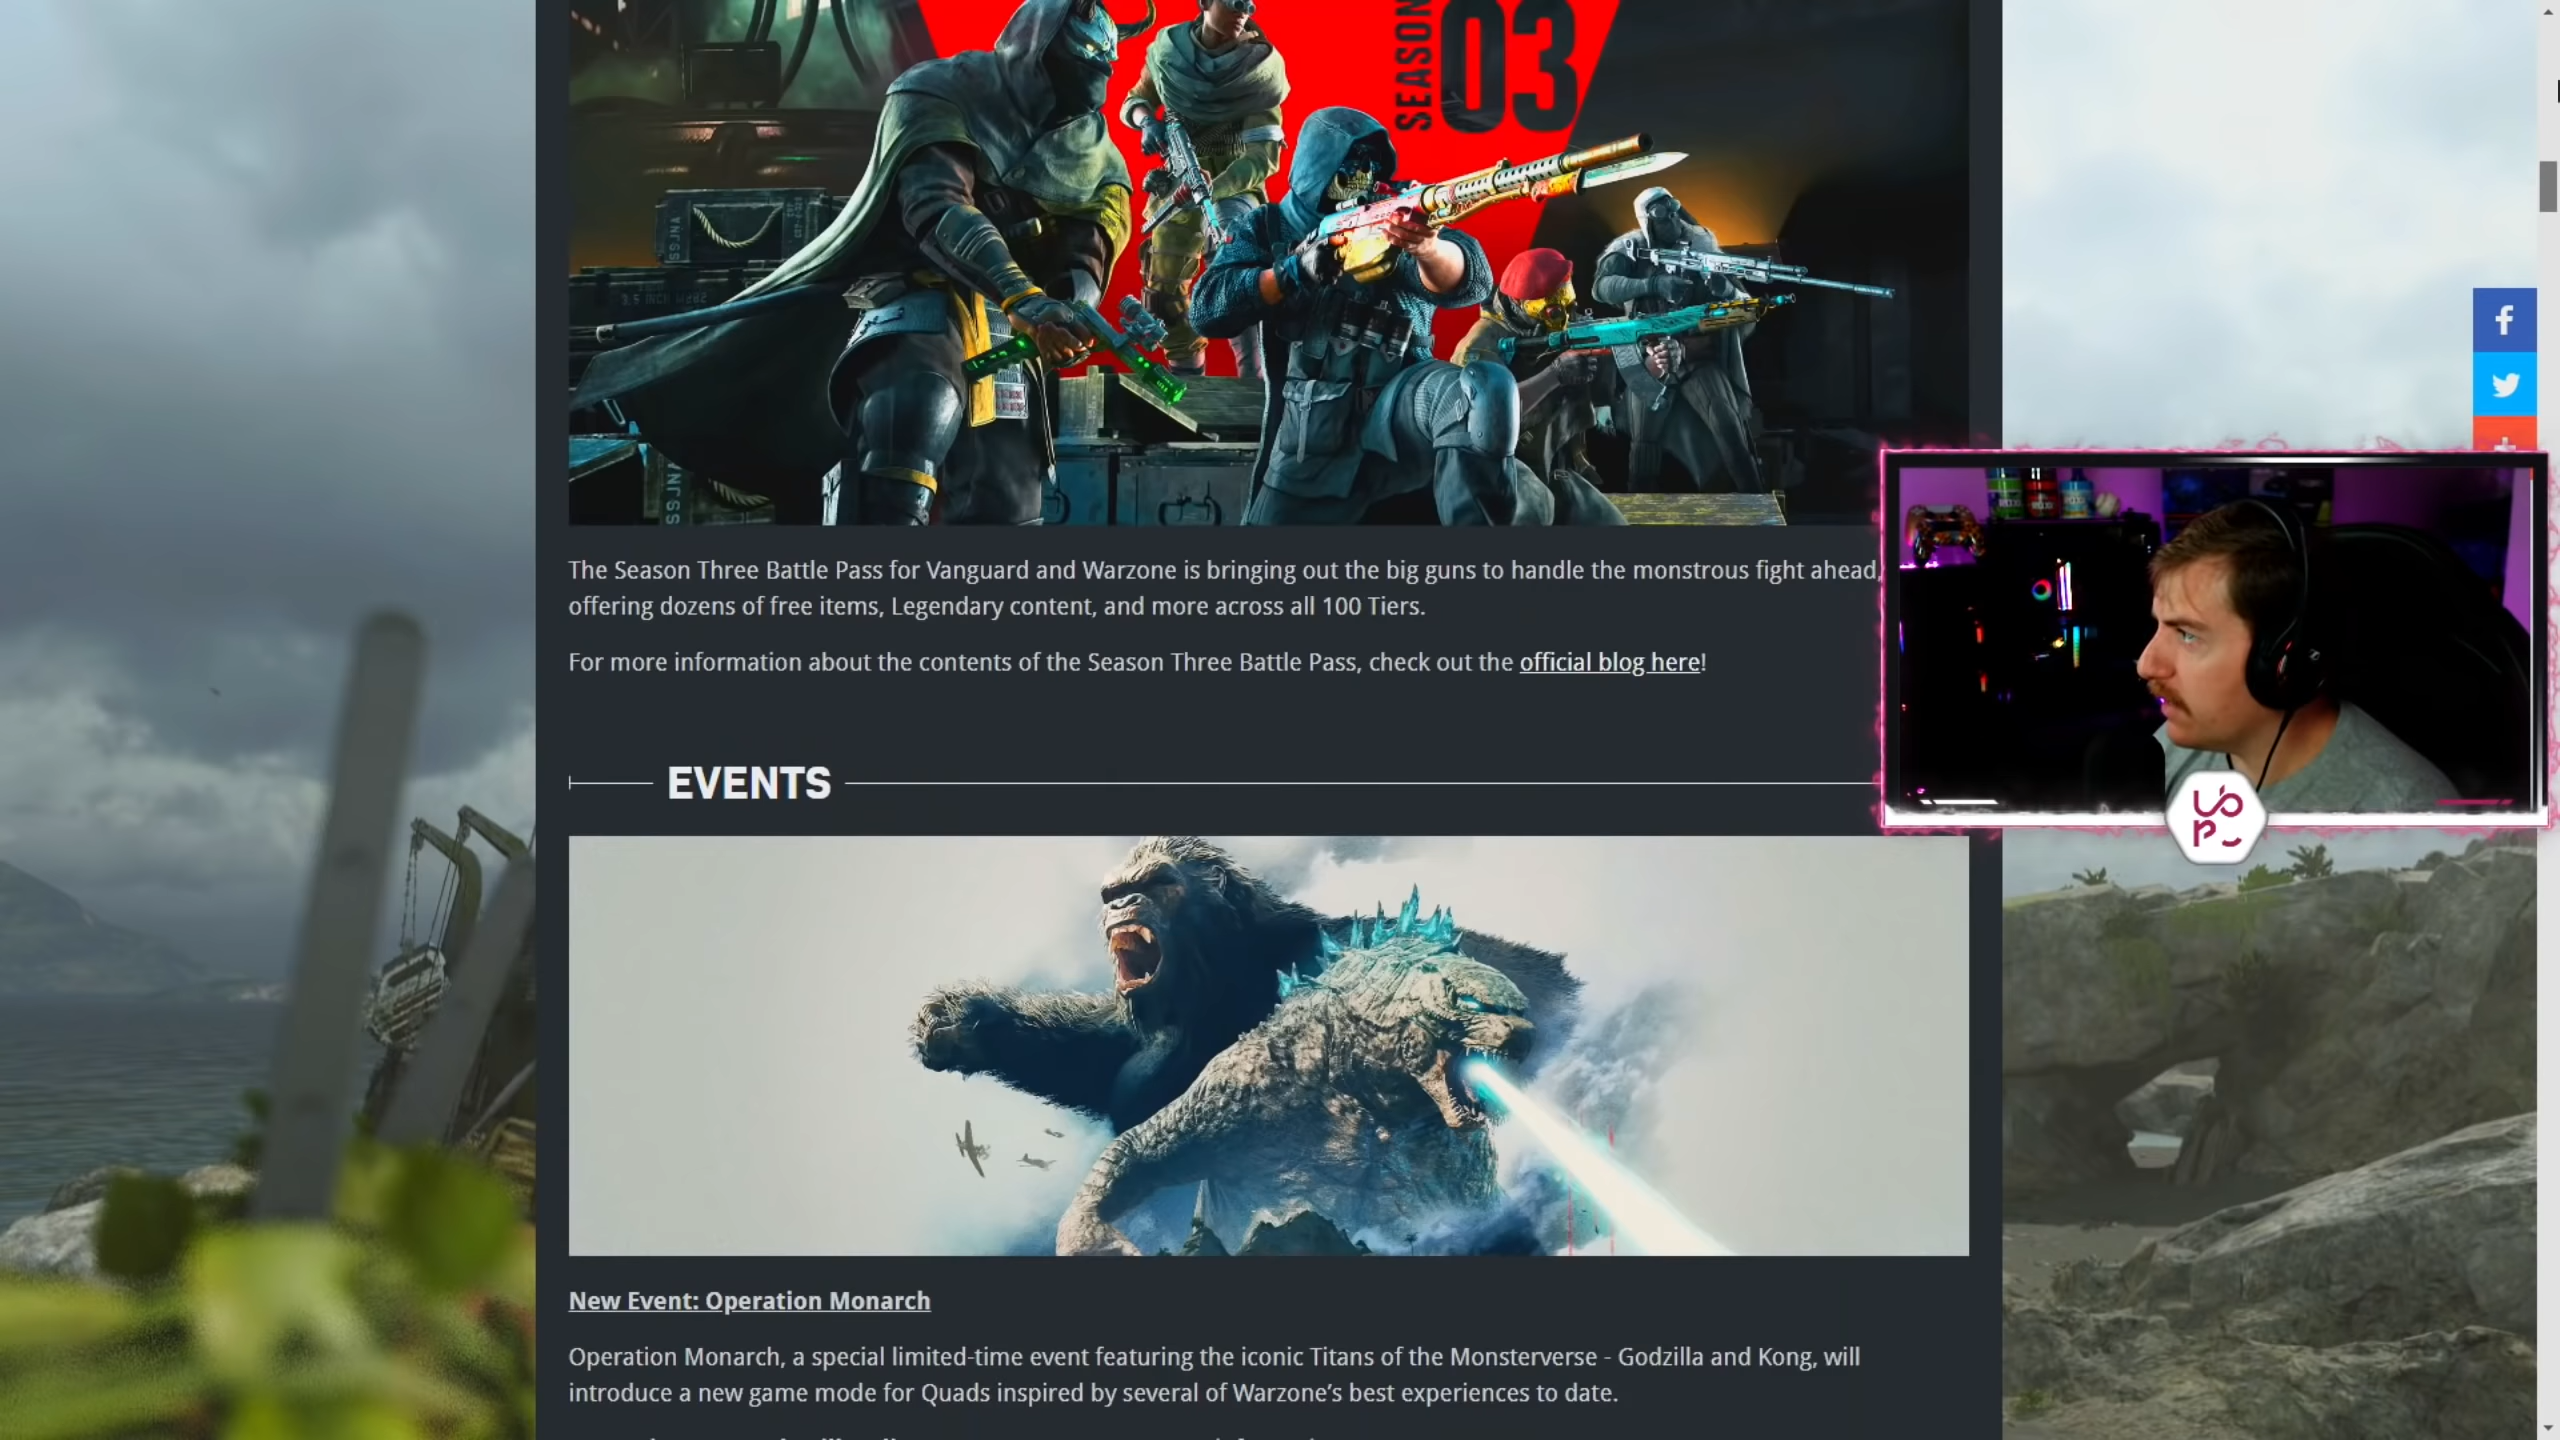 SEASON
03
The Season Three Battle Pass for Vanguard and Warzone is bringing out the big guns to handle the monstrous fight ahead,
offering dozens of free items, Legendary content, and more across all 100 Tiers.
For more information about the contents of the Season Three Battle Pass, check out the official blog here!
EVENTS
New Event: Operation Monarch
Operation Monarch, a special limited-time event featuring the iconic Titans of the Monsterverse - Godzilla and Kong, will
introduce a new game mode for Quads inspired by several of Warzone’s best experiences to date.